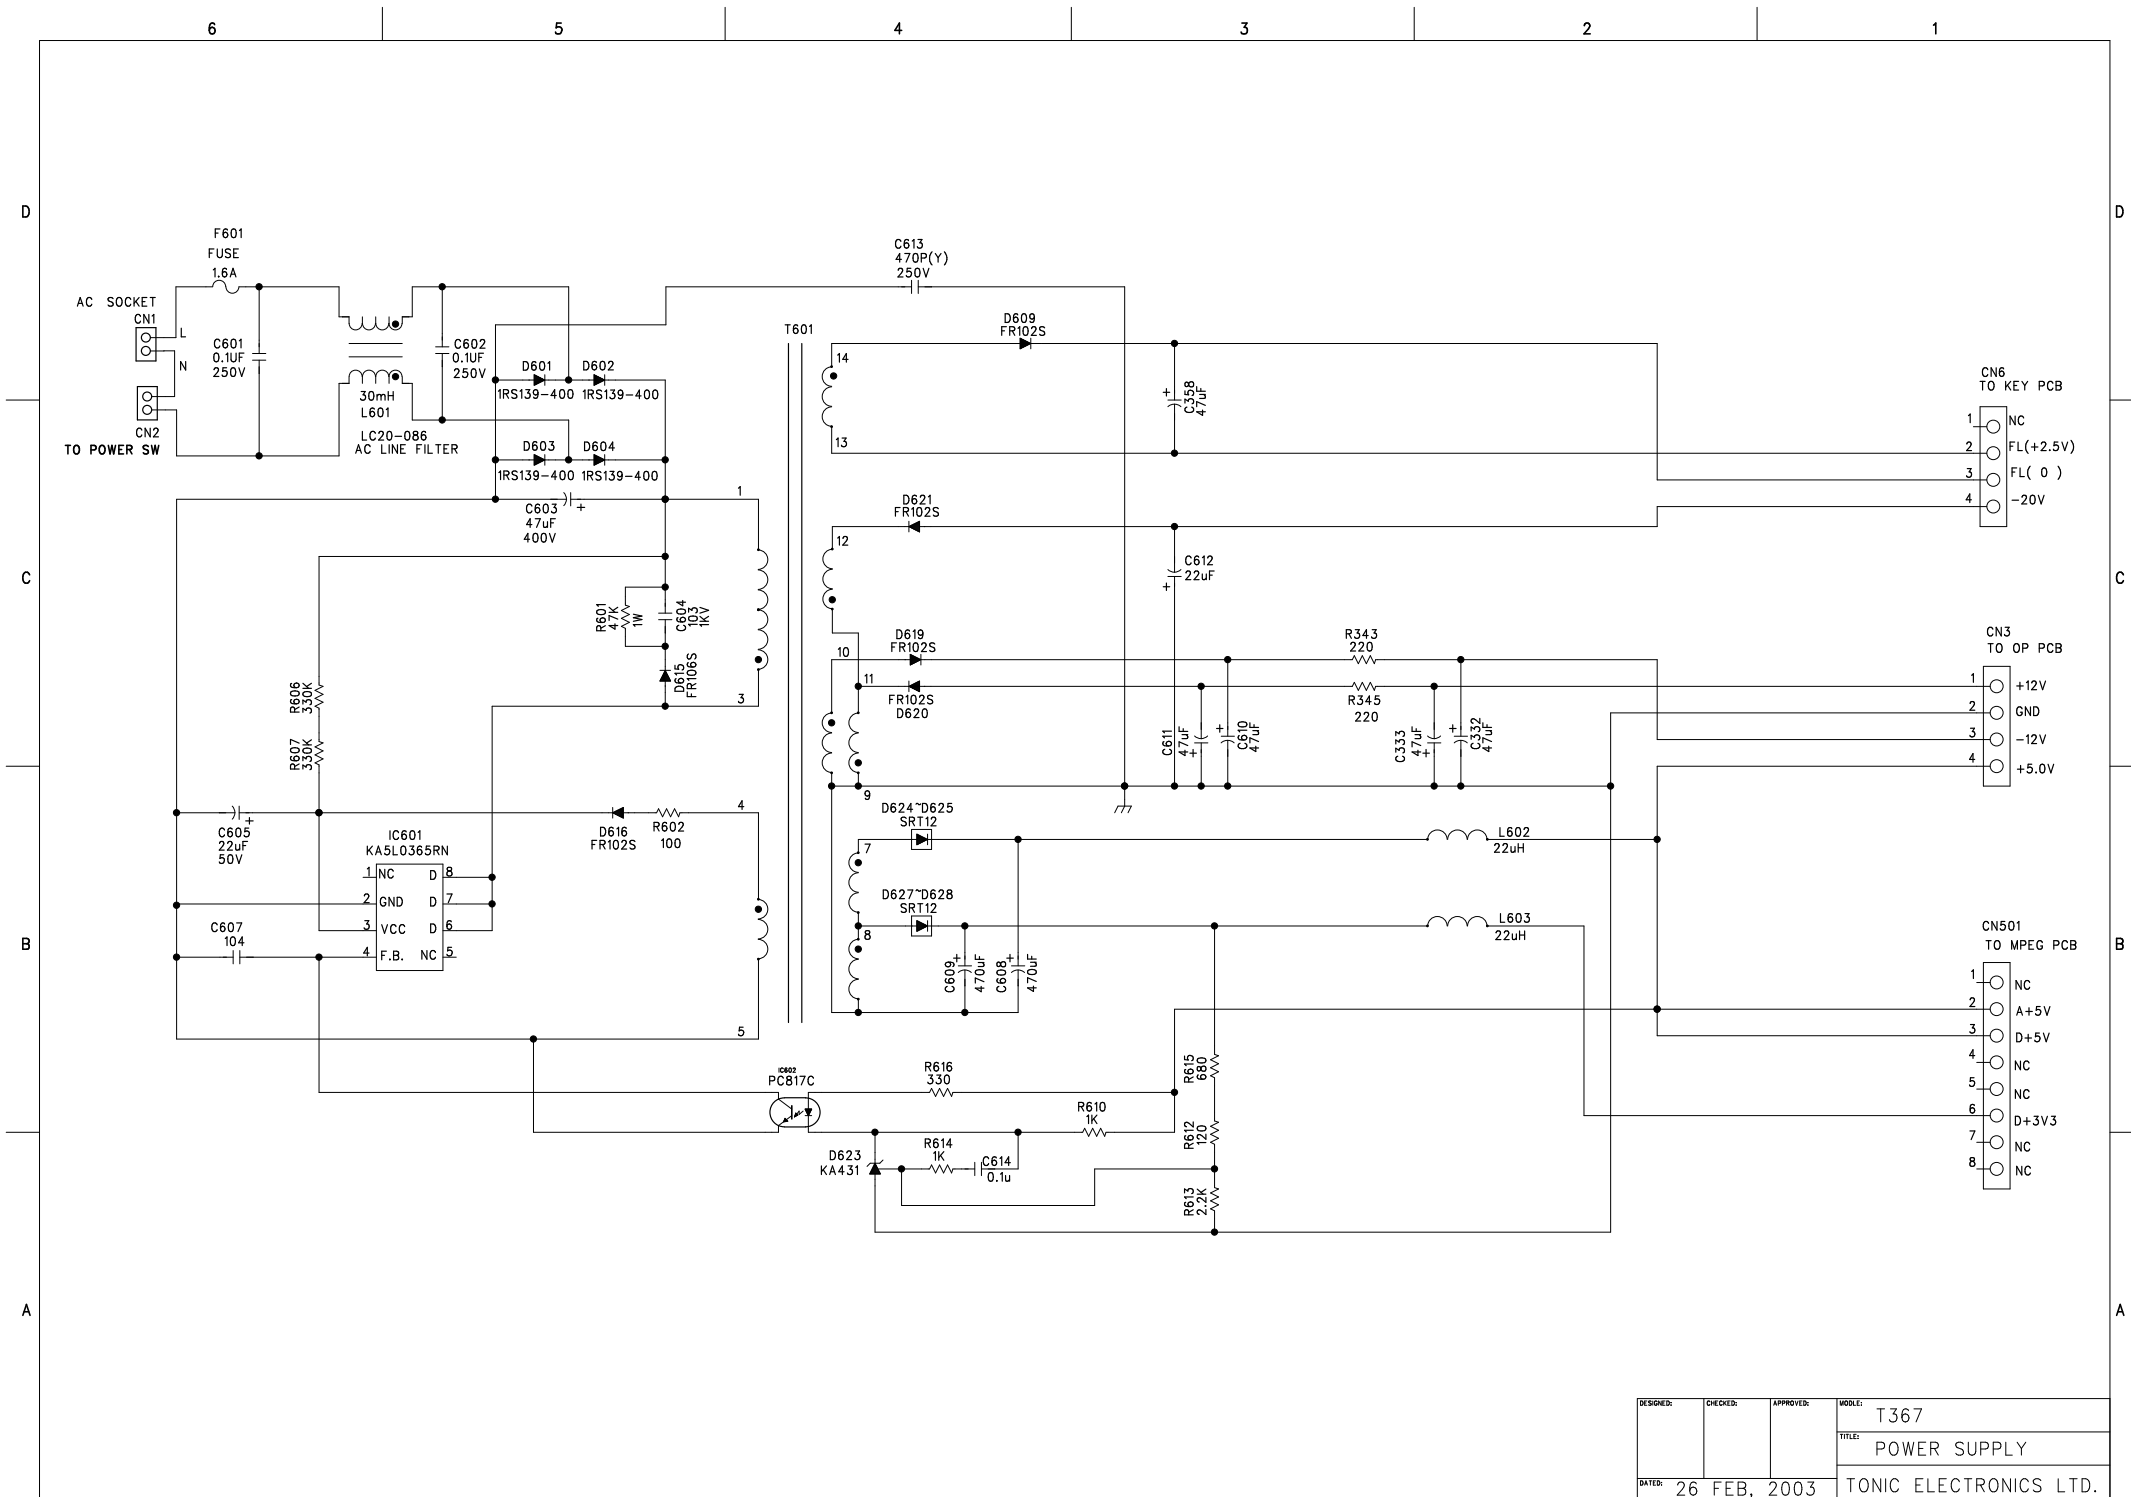 6 5 4 3 2 1
D
D
F601
FUSE
1.6A
AC SOCKET
CN1
L
N
CN2
TO POWER SW
C601
0.1UF
250V
30mH
L601
LC20-086
AC LINE FILTER
C602
0.1UF
250V
D601
1RS139-400
D602
1RS139-400
D603
1RS139-400
D604
1RS139-400
C603
47uF
400V
+
C613
470P(Y)
250V
T601
14
13
D609
FR102S
+
C358
47uF
CN6
TO KEY PCB
1 NC
2 FL(+2.5V)
3 FL( 0 )
4 -20V
C
C
1
3
R601
47K
1W
C604
103
1KV
D615
FR106S
R606
330K
R607
330K
12
D621
FR102S
C612
22uF
+
10
11
9
D619
FR102S
FR102S
D620
R343
220
R345
220
C611
47uF
+
+
C610
47uF
C333
47uF
+
+
C332
47uF
CN3
TO OP PCB
1 +12V
2 GND
3 -12V
4 +5.0V
B
B
C605
22uF
50V
+
IC601
KA5L0365RN
1 NC D 8
2 GND D 7
3 VCC D 6
4 F.B. NC 5
C607
104
D616
FR102S
R602
100
4
5
7
8
D624~D625
SRT12
D627~D628
SRT12
C609
+
470uF
C608
+
470uF
L602
22uH
L603
22uH
CN501
TO MPEG PCB
1 NC
2 A+5V
3 D+5V
4 NC
5 NC
6 D+3V3
7 NC
8 NC
IC602
PC817C
R616
330
R610
1K
R615
680
R612
120
R613
2.2K
D623
KA431
R614
1K
C614
0.1u
A
A
DESIGNED: CHECKED: APPROVED: MODLE: T367
TITLE: POWER SUPPLY
DATED: 26 FEB, 2003 TONIC ELECTRONICS LTD.